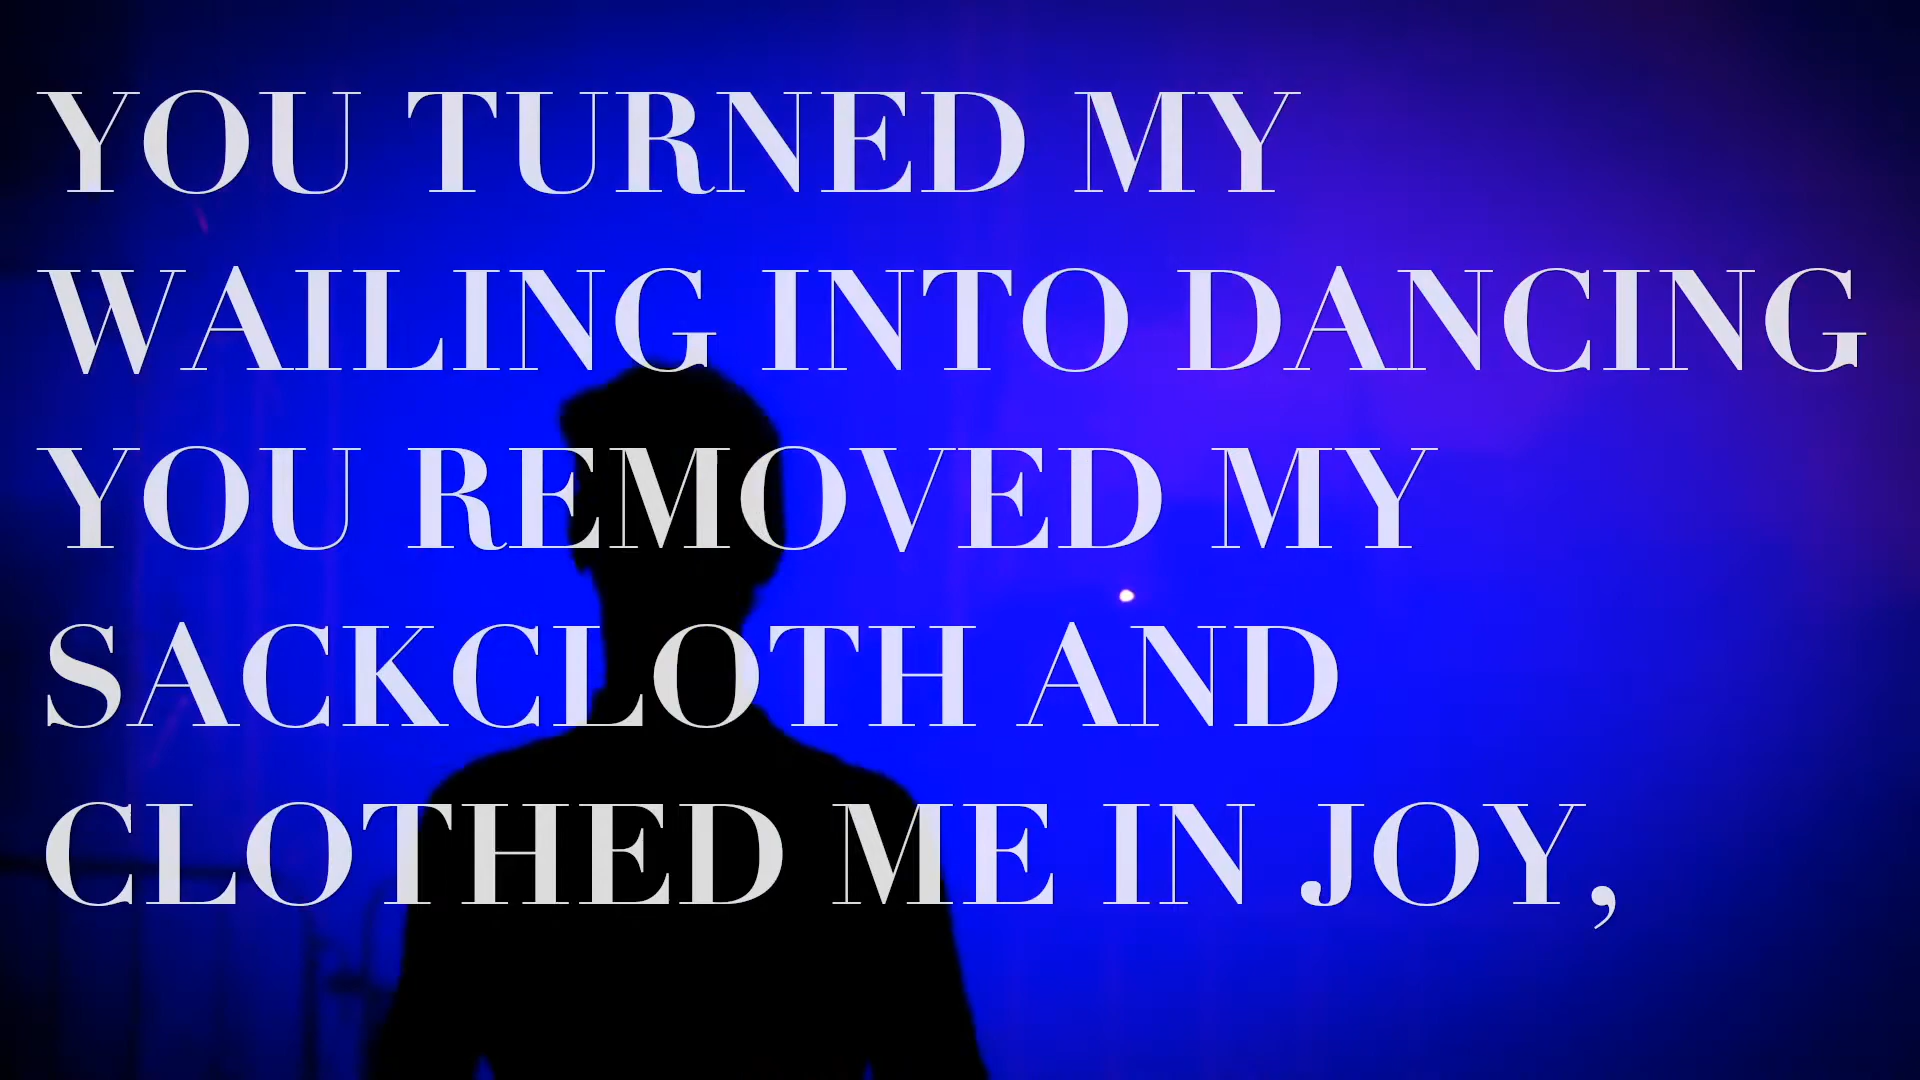 YOU TURNED MY
WAILING INTO DANCING
YOU REMOVED MY
SACKCLOTH AND
CLOTHED ME IN JOY,